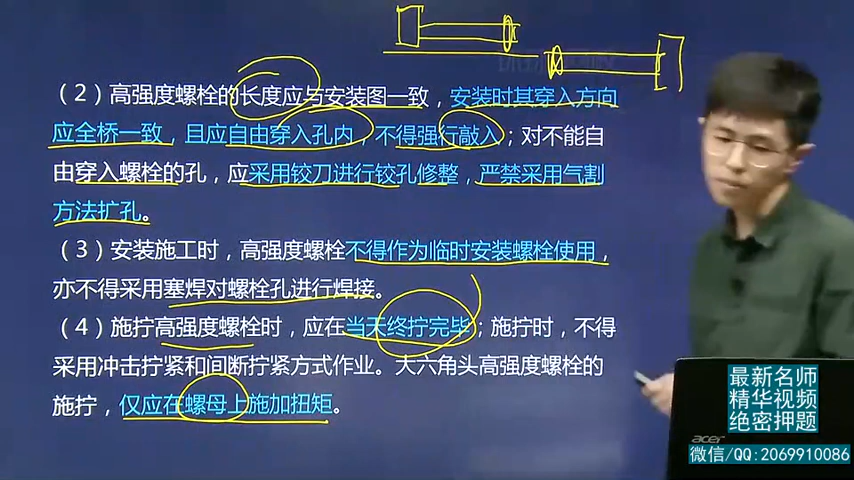 （2）高强度螺栓的长度应与安装图一致，安装时其穿入方向
应全桥一致，且应自由穿入孔内，不得强行敲入；对不能自
由穿入螺栓的孔，应采用铰刀进行铰孔修整，严禁采用气割
方法扩孔。
（3）安装施工时，高强度螺栓不得作为临时安装螺栓使用，
亦不得采用塞焊对螺栓孔进行焊接。
（4）施拧高强度螺栓时，应在当天终拧完毕；施拧时，不得
采用冲击拧紧和间断拧紧方式作业。大六角头高强度螺栓的
施拧，仅应在螺母上施加扭矩。
最新名师
精华视频
绝密押题
acer
微信/QQ:2069910086